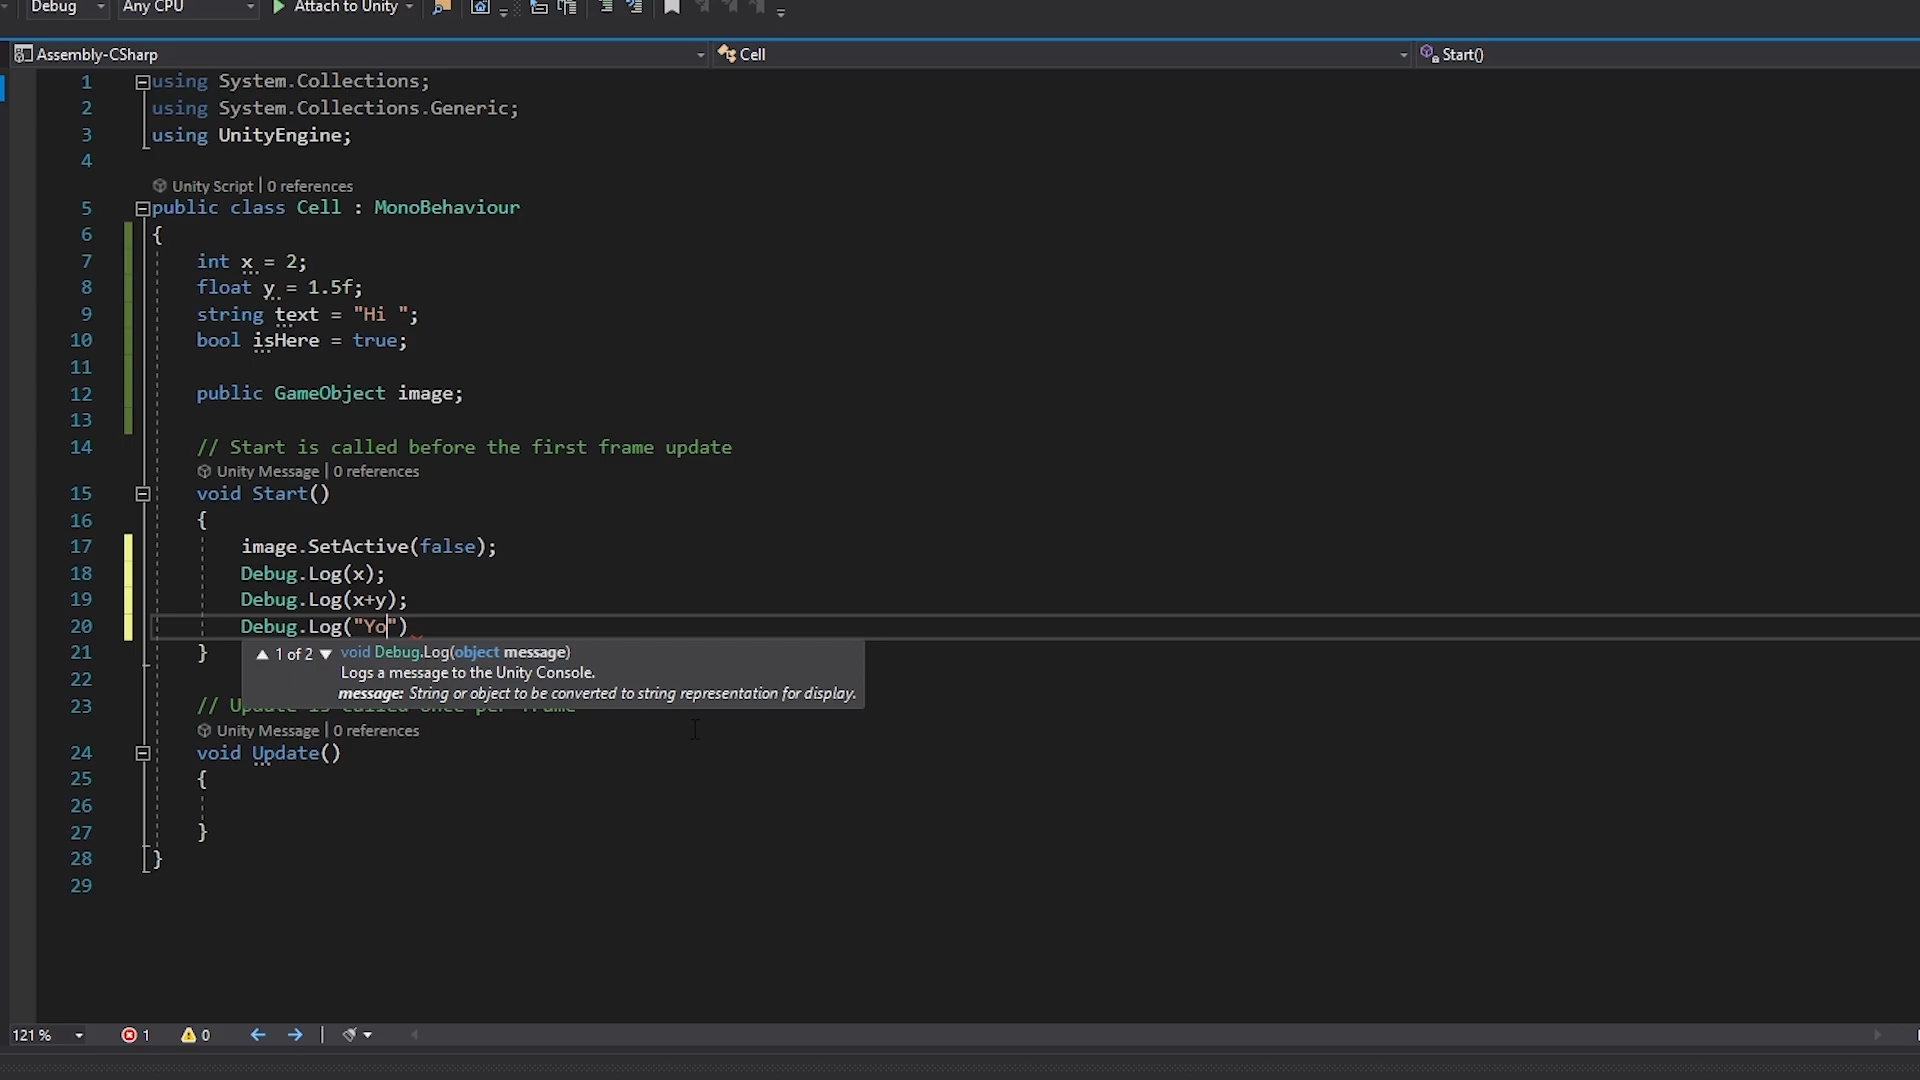 Debug Any CPU Attach to Unity
Assembly-CSharp Cell Start()
1 using System.Collections;
2 using System.Collections.Generic;
3 using UnityEngine;
4
Unity Script | 0 references
5 public class Cell : MonoBehaviour
6 {
7 int x = 2;
8 float y = 1.5f;
9 string text = "Hi ";
10 bool isHere = true;
11
12 public GameObject image;
13
14 // Start is called before the first frame update
Unity Message | 0 references
15 void Start()
16 {
17 image.SetActive(false);
18 Debug.Log(x);
19 Debug.Log(x+y);
20 Debug.Log("Yo")
21 }
1 of 2 void Debug.Log(object message)
Logs a message to the Unity Console.
message: String or object to be converted to string representation for display.
22
23 // Update is called once per frame
Unity Message | 0 references
24 void Update()
25 {
26
27 }
28 }
29
121 % 1 0